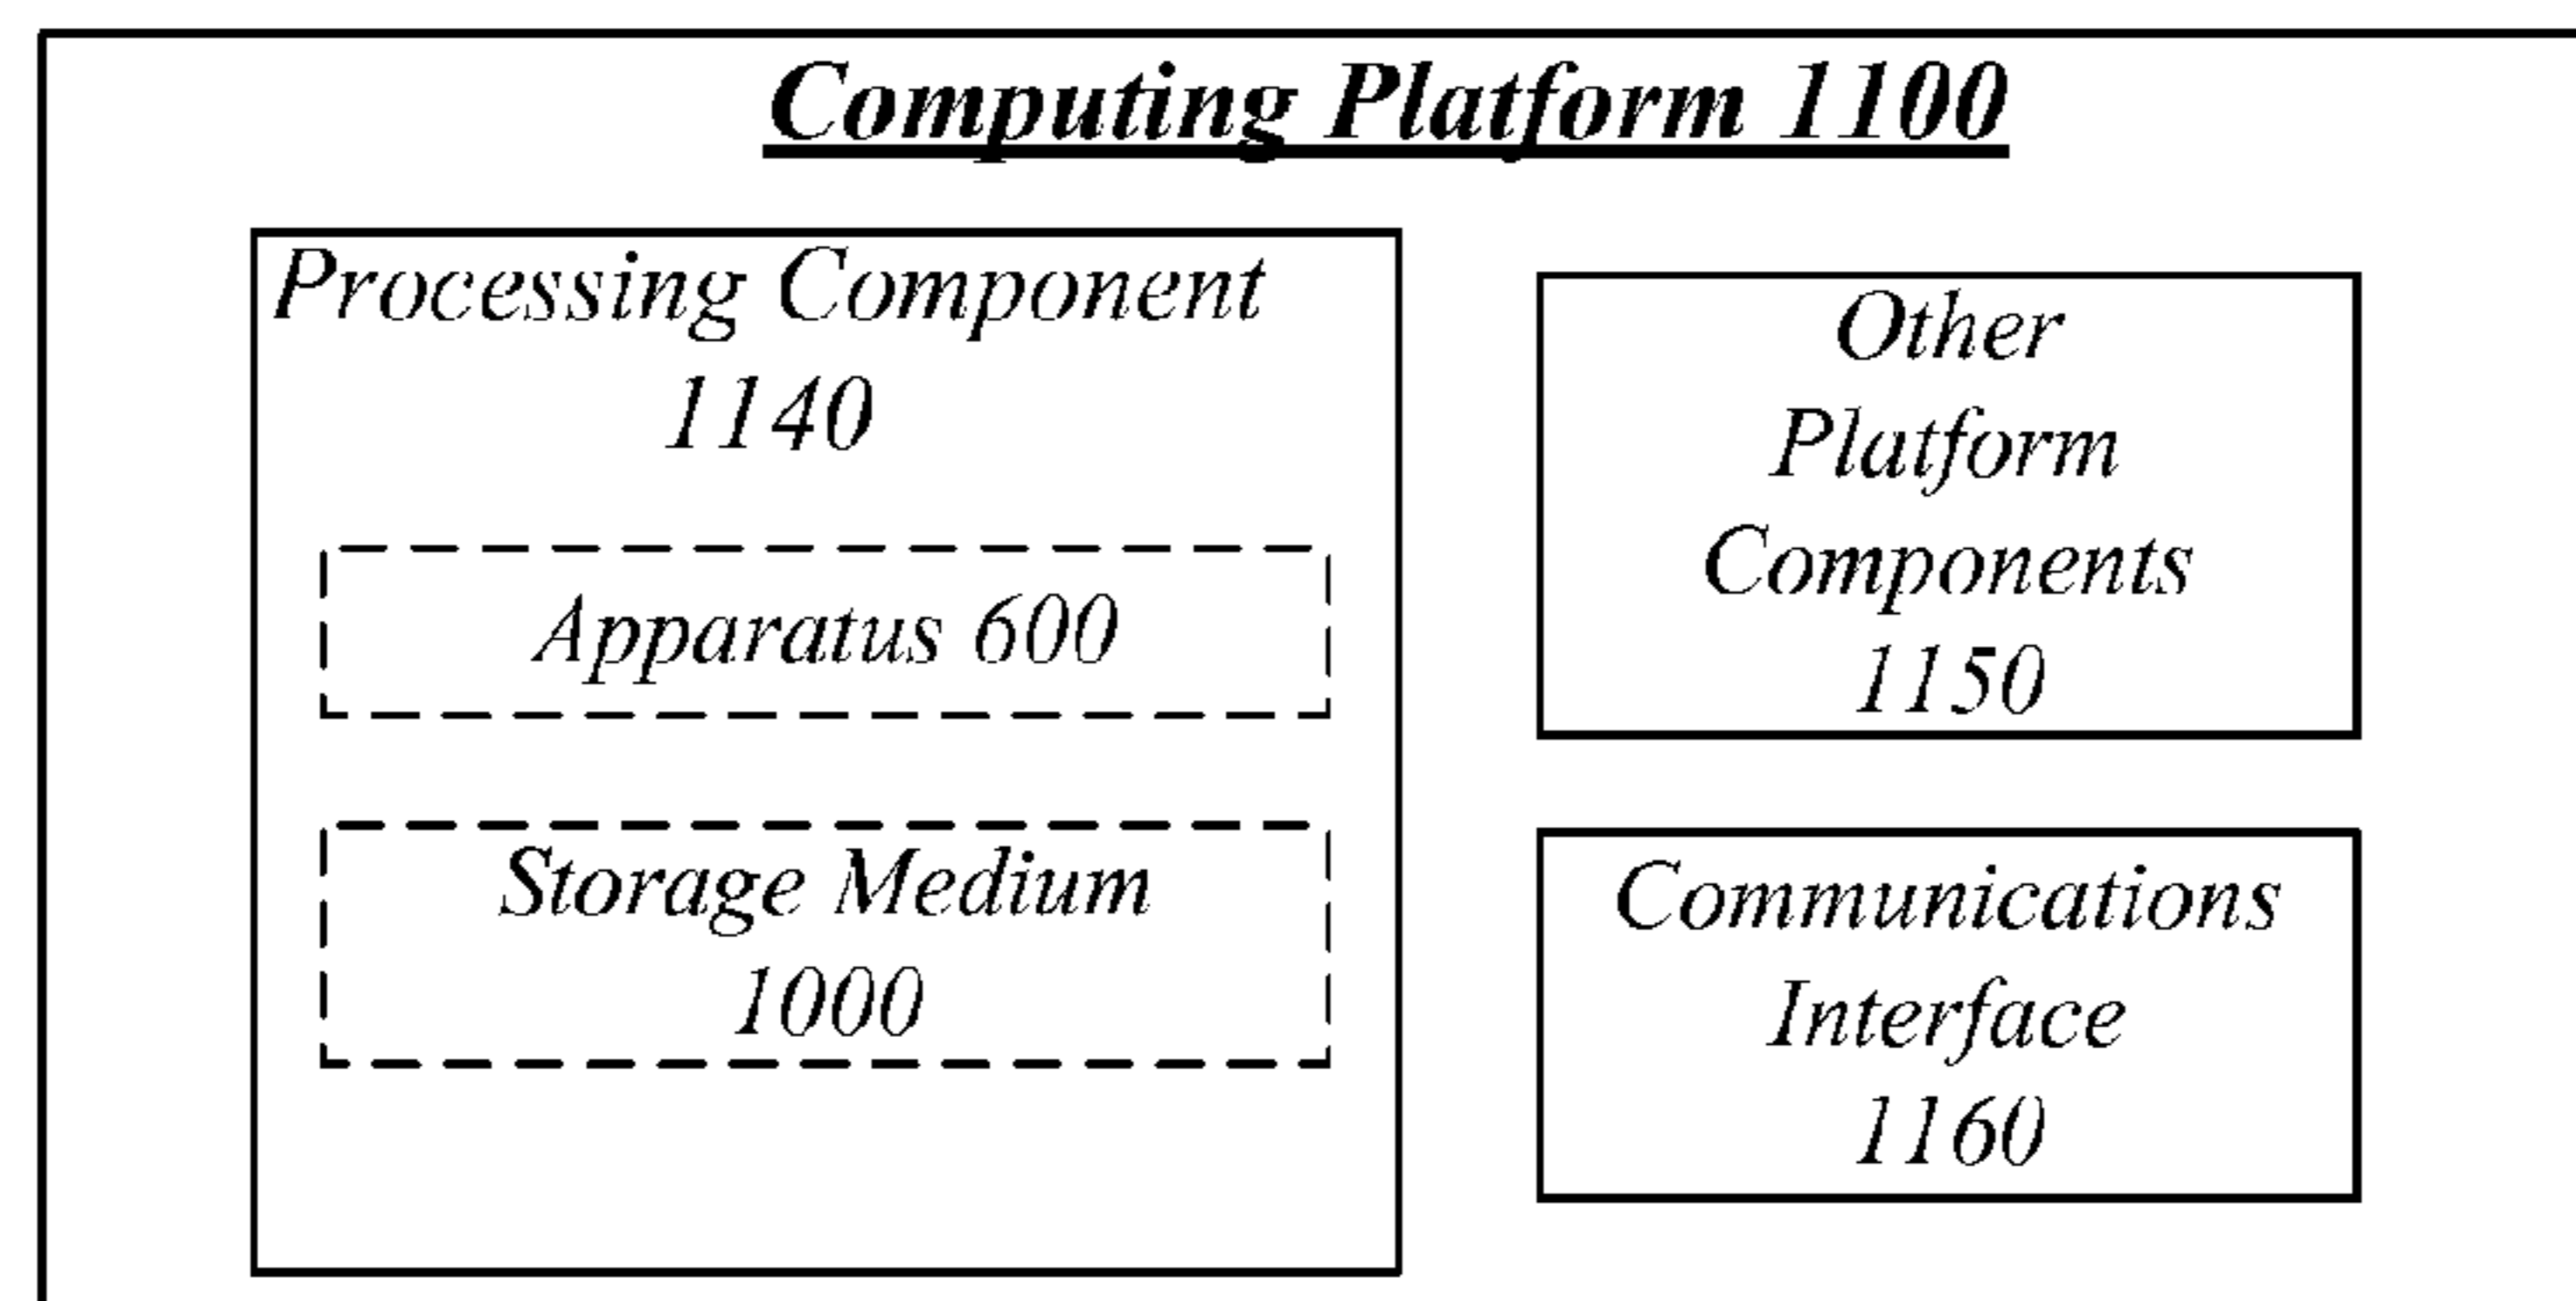 Computing Platform 1100
Processing Component
1140
Apparatus 600
Storage Medium
1000
Other
Platform
Components
1150
Communications
Interface
1160